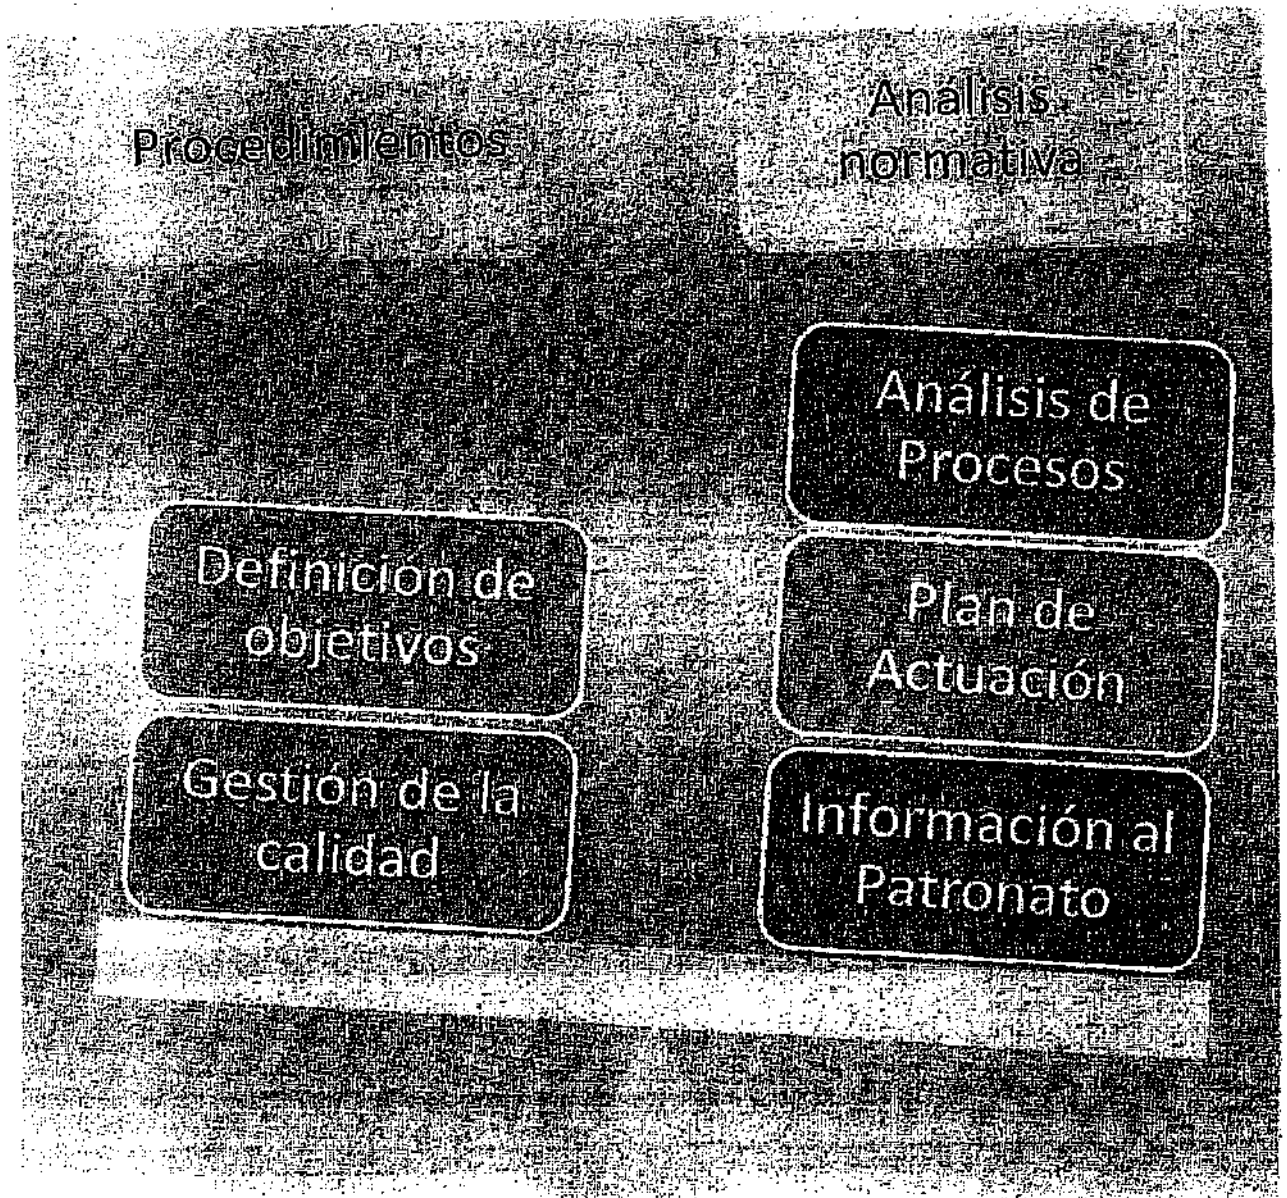 Procedimientos
Análisis
normativa
Análisis de
Procesos
Definición de
objetivos
Plan de
Actuación
Gestión de la
calidad
Información al
Patronato